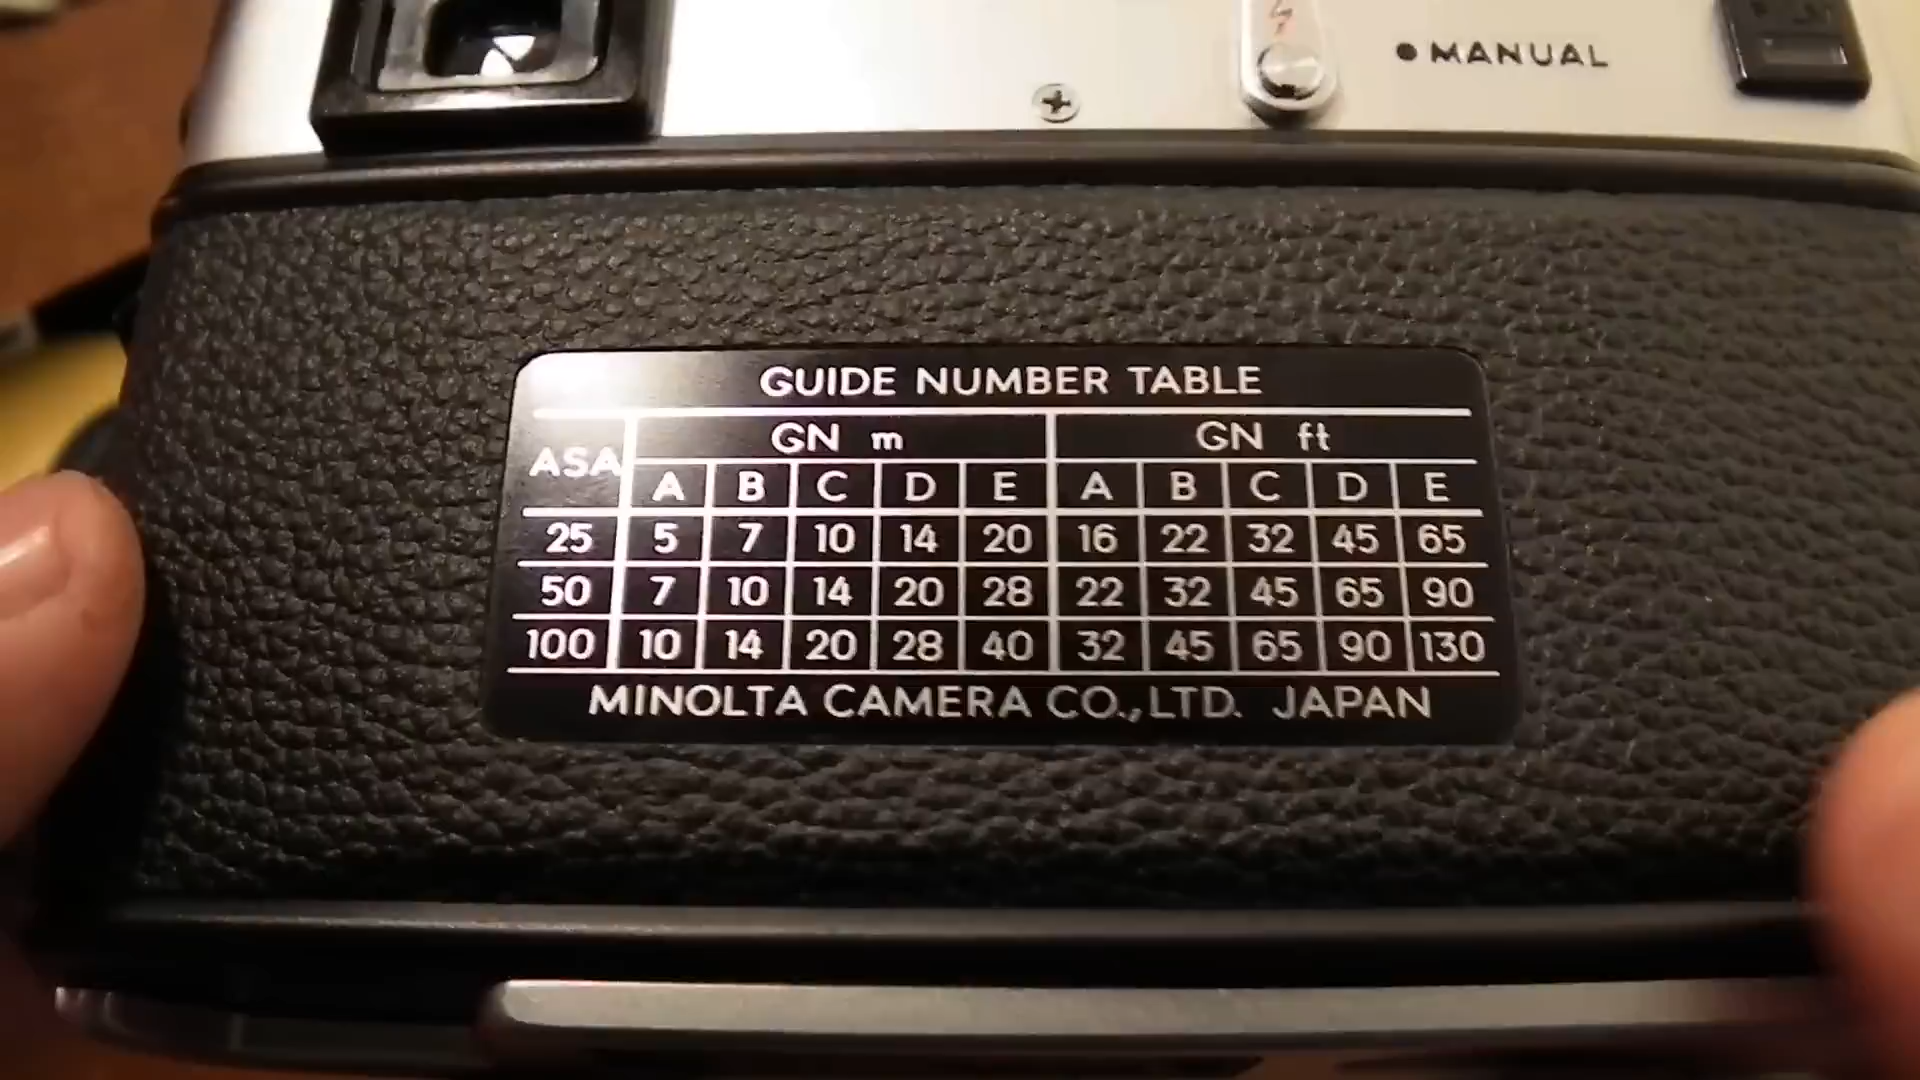 ● MANUAL
GUIDE NUMBER TABLE
ASA GN m GN ft
A B C D E A B C D E
25 5 7 10 14 20 16 22 32 45 65
50 7 10 14 20 28 22 32 45 65 90
100 10 14 20 28 40 32 45 65 90 130
MINOLTA CAMERA CO., LTD. JAPAN